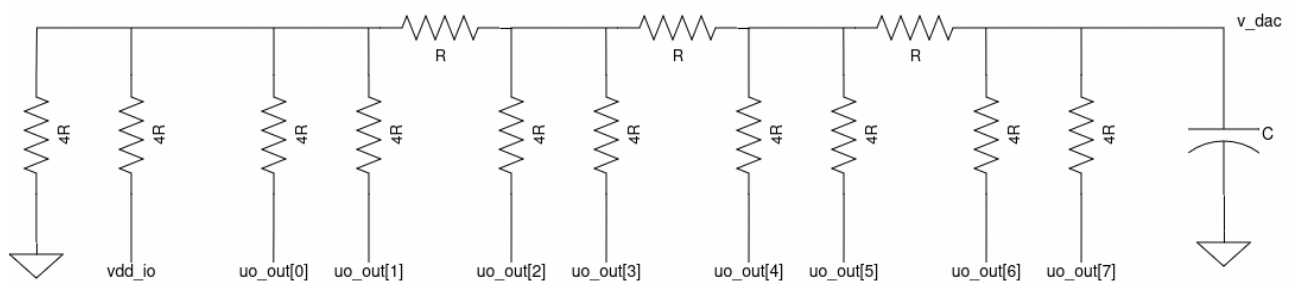 v_dac
R R R
4R 4R 4R 4R 4R 4R 4R 4R 4R 4R C
vdd_io uo_out[0] uo_out[1] uo_out[2] uo_out[3] uo_out[4] uo_out[5] uo_out[6] uo_out[7]